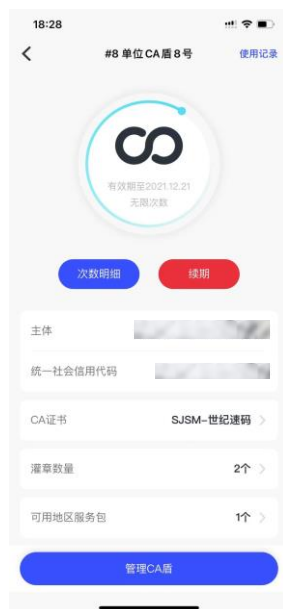 18:28
#8 单位CA盾8号
使用记录
有效期至2021.12.21
无限次数
次数明细
续期
主体
统一社会信用代码
CA证书
SJSM-世纪速码
灌章数量
2个
可用地区服务包
1个
管理CA盾